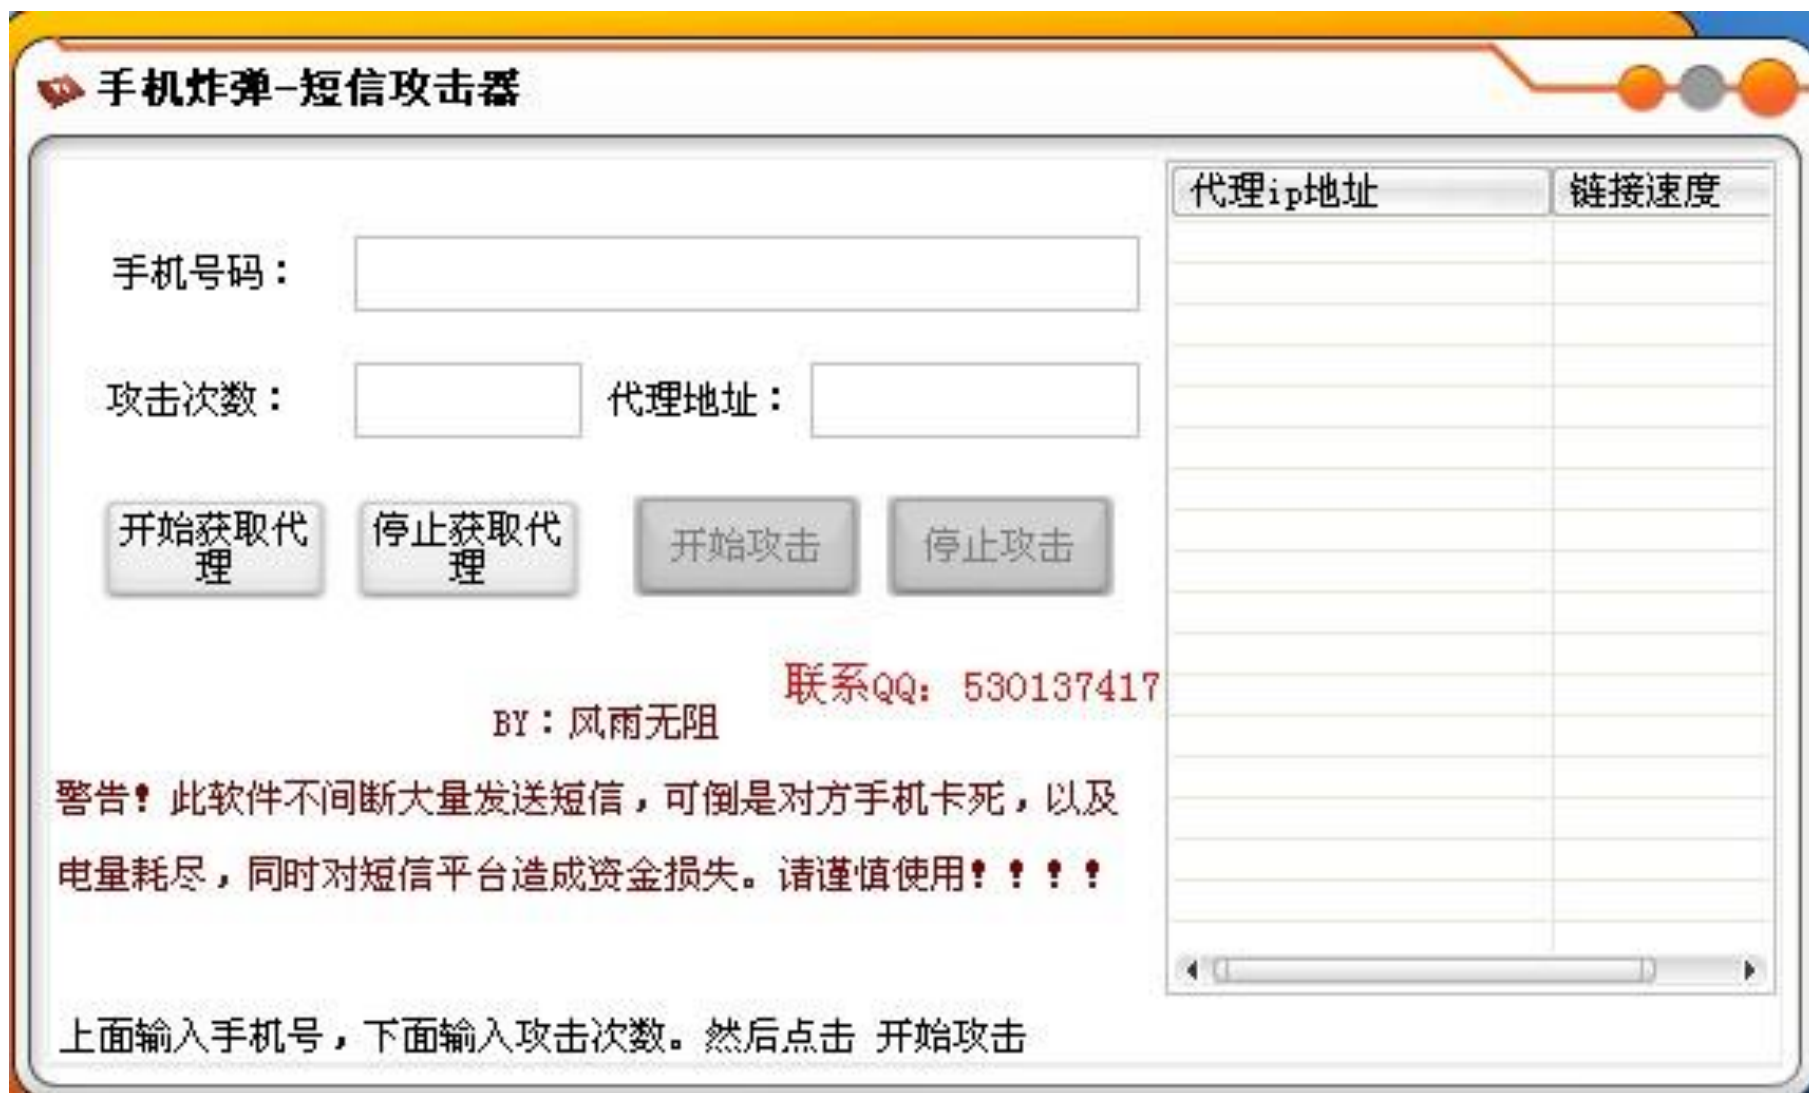 手机炸弹-短信攻击器
代理ip地址 链接速度
手机号码：
攻击次数： 代理地址：
开始获取代
理
停止获取代
理
开始攻击 停止攻击
联系QQ: 530137417
BY：风雨无阻
警告！此软件不间断大量发送短信，可倒是对方手机卡死，以及
电量耗尽，同时对短信平台造成资金损失。请谨慎使用！！！！
上面输入手机号，下面输入攻击次数。然后点击 开始攻击